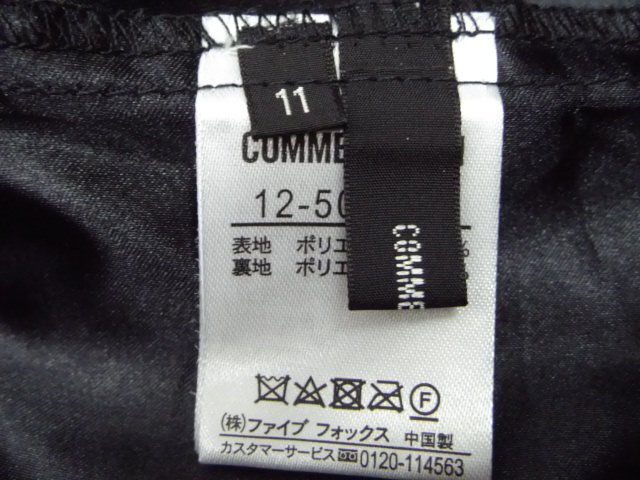 11
COMME
12-50
表地 ポリエ
裏地 ポリエ
COMME
F
(株)ファイブ フォックス 中国製
カスタマーサービス 0120-114563